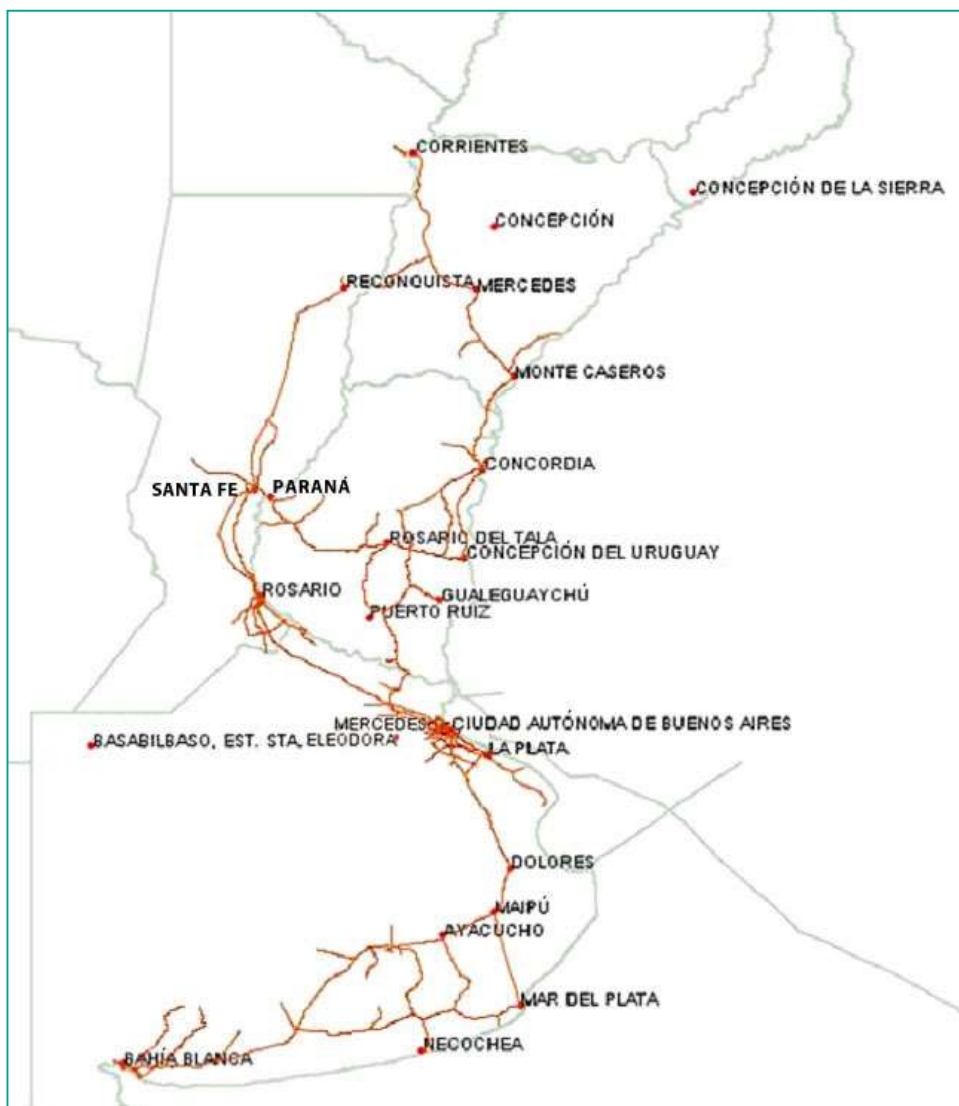 CORRIENTES
CONCEPCIÓN DE LA SIERRA
CONCEPCIÓN
RECONQUISTA
MERCEDES
MONTE CASEROS
CONCORDIA
SANTA FE
PARANÁ
ROSARIO DEL TALA
CONCEPCIÓN DEL URUGUAY
ROSARIO
GUALEGUAYCHÚ
PUERTO RUIZ
MERCEDES
CIUDAD AUTÓNOMA DE BUENOS AIRES
BASABILBASO, EST. STA, ELEODORA
LA PLATA
DOLORES
MAIPÚ
AYACUCHO
MAR DEL PLATA
NECOCHEA
BAHÍA BLANCA